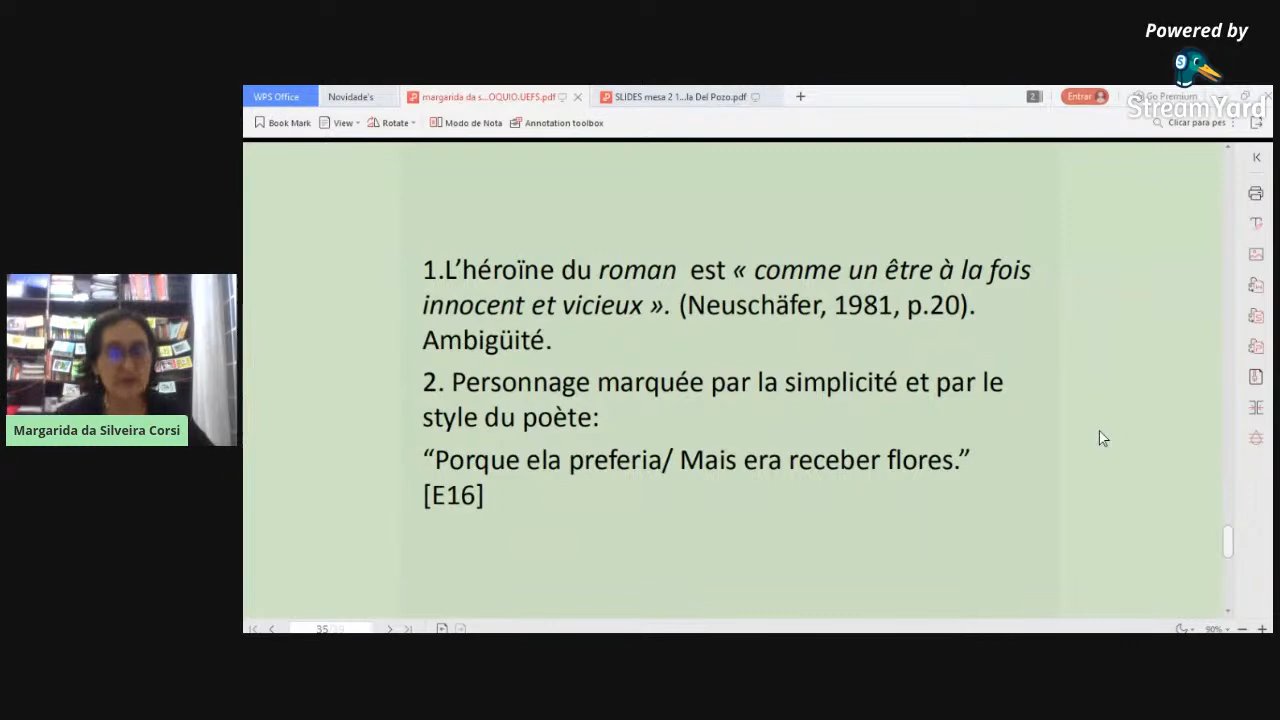 Powered by
StreamYard
WPS Office Novidade's margarida da s...OQUIO.UEFS.pdf SLIDES mesa 2 1...la Del Pozo.pdf + 2 Entrar Go Premium
Book Mark View Rotate Modo de Nota Annotation toolbox Clicar para pes
1.L'héroïne du roman est « comme un être à la fois
innocent et vicieux ». (Neuschäfer, 1981, p.20).
Ambigüité.
2. Personnage marquée par la simplicité et par le
style du poète:
“Porque ela preferia/ Mais era receber flores.”
[E16]
Margarida da Silveira Corsi
35/39
90%